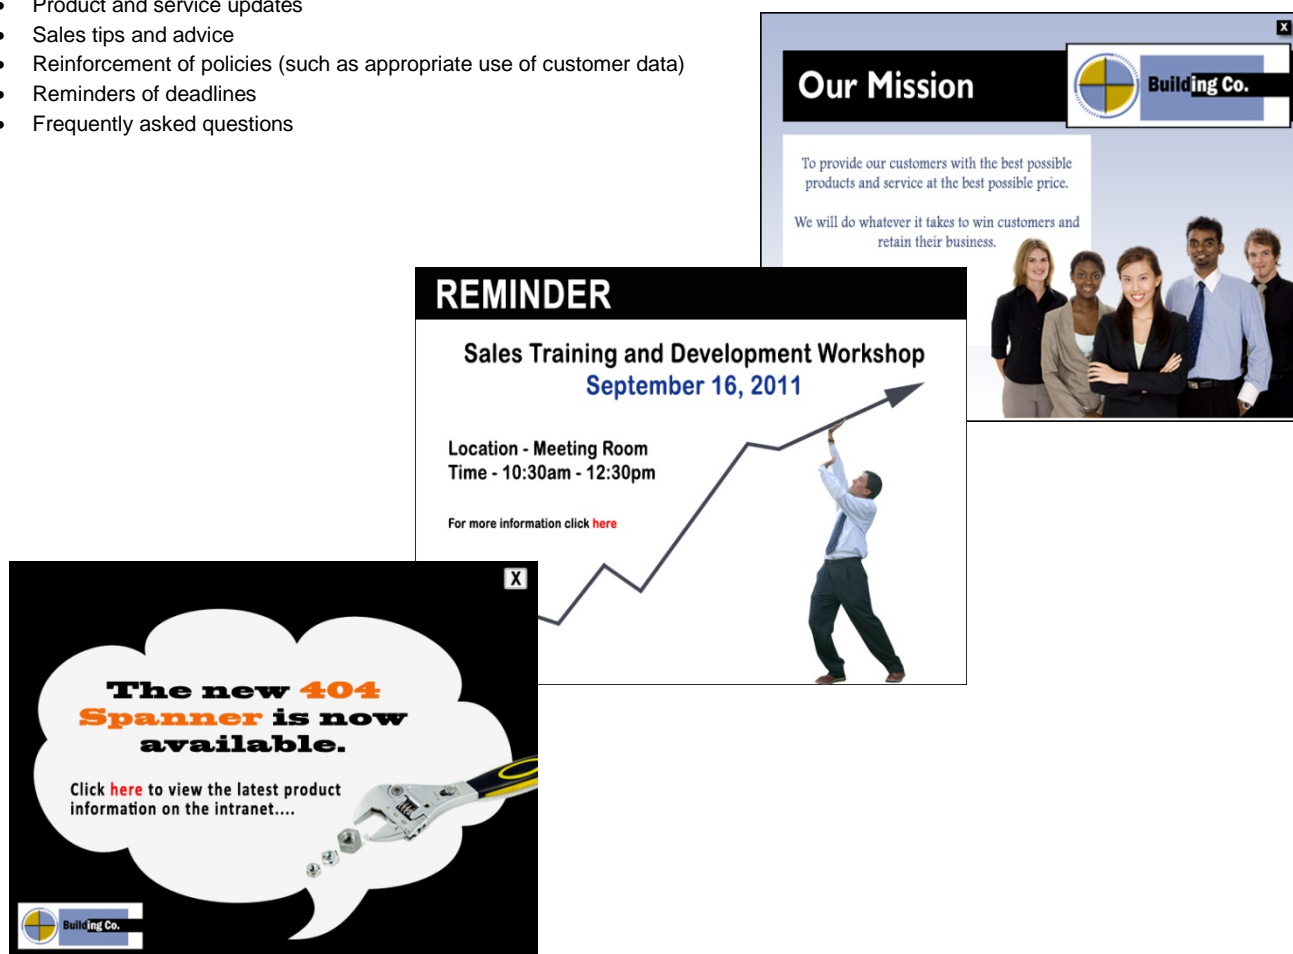 • Product and service updates
• Sales tips and advice
• Reinforcement of policies (such as appropriate use of customer data)
• Reminders of deadlines
• Frequently asked questions
X
Our Mission
Building Co.
To provide our customers with the best possible
products and service at the best possible price.
We will do whatever it takes to win customers and
retain their business.
REMINDER
Sales Training and Development Workshop
September 16, 2011
Location - Meeting Room
Time - 10:30am - 12:30pm
For more information click here
X
The new 404
Spanner is now
available.
Click here to view the latest product
information on the intranet....
Building Co.